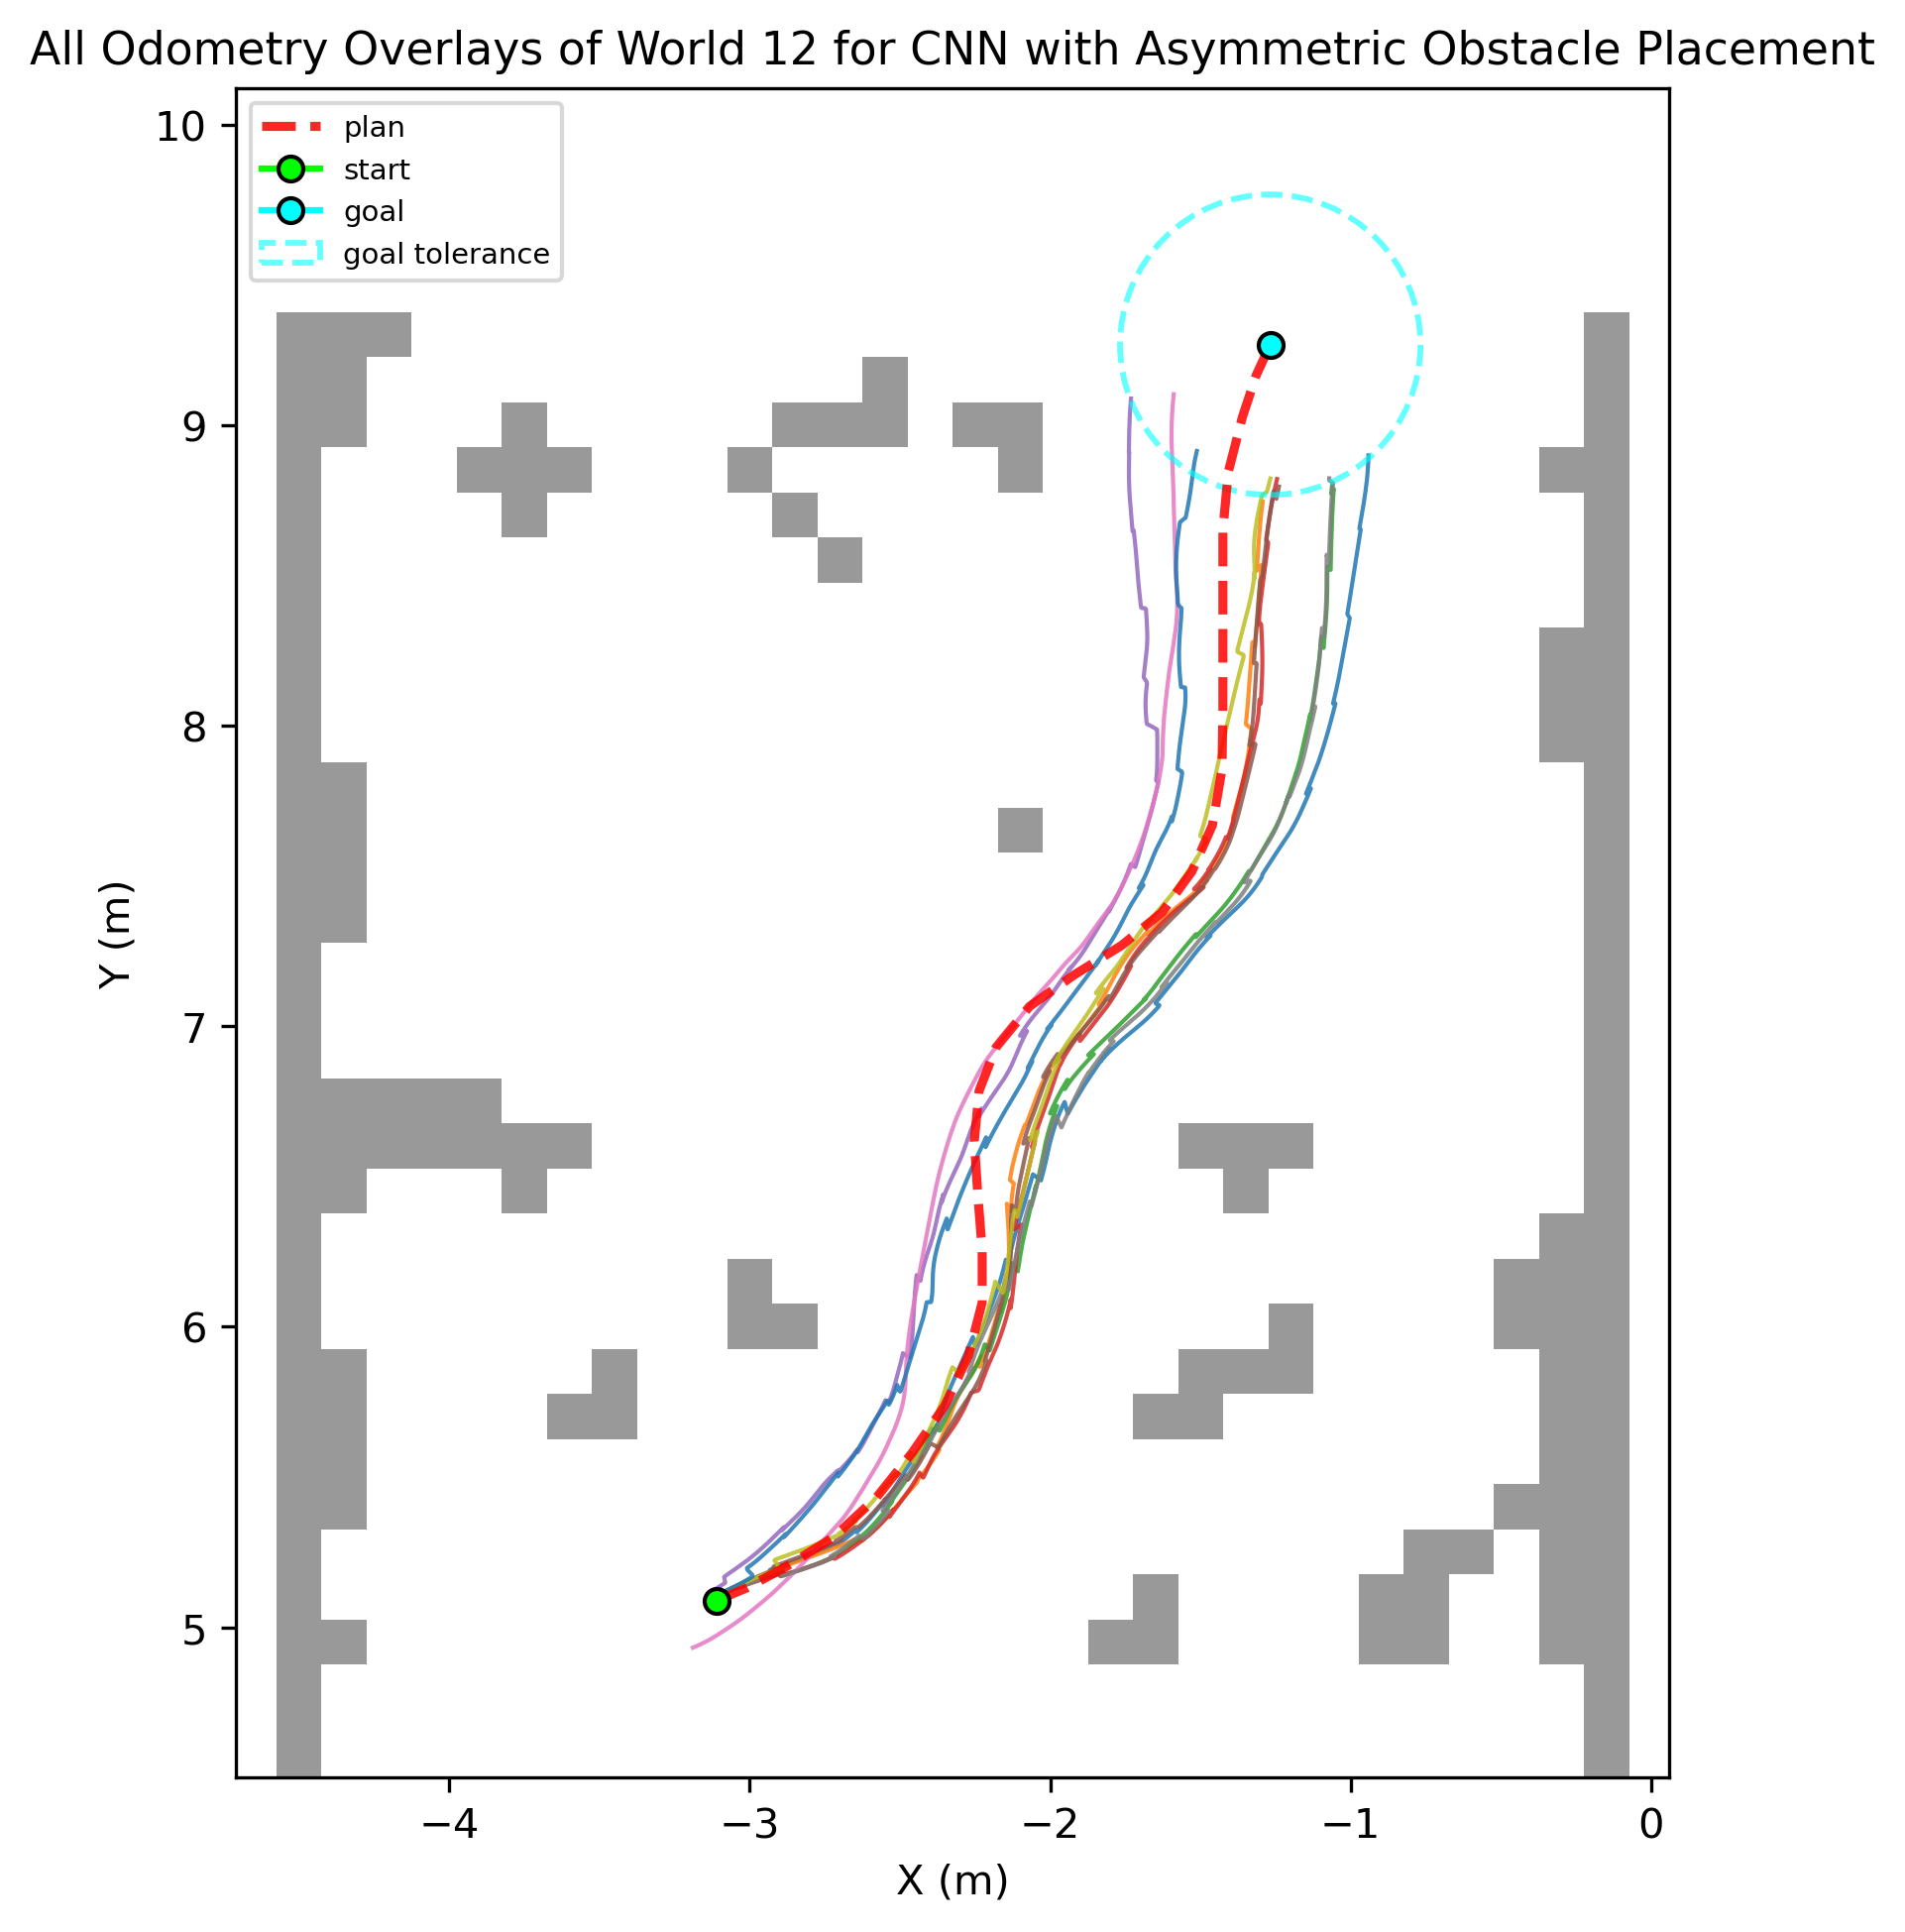 All Odometry Overlays of World 12 for CNN with Asymmetric Obstacle Placement
plan
start
goal
goal tolerance
10
9
8
7
6
5
Y (m)
−4
−3
−2
−1
0
X (m)